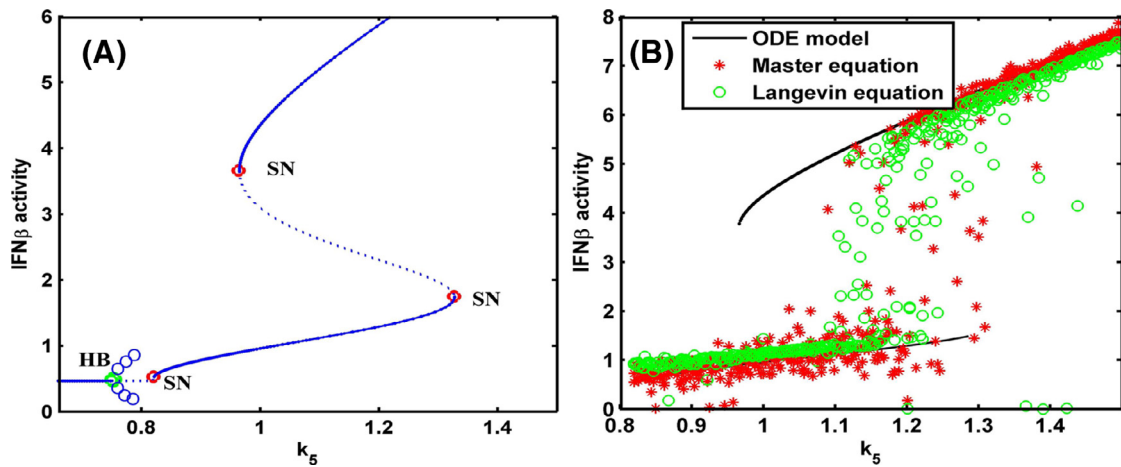 (A)
IFNβ activity
6
5
4
3
2
1
0
SN
SN
HB
SN
0.8
1
1.2
1.4
k5
(B)
ODE model
Master equation
Langevin equation
IFNβ activity
8
7
6
5
4
3
2
1
0
0.8
0.9
1
1.1
1.2
1.3
1.4
k5